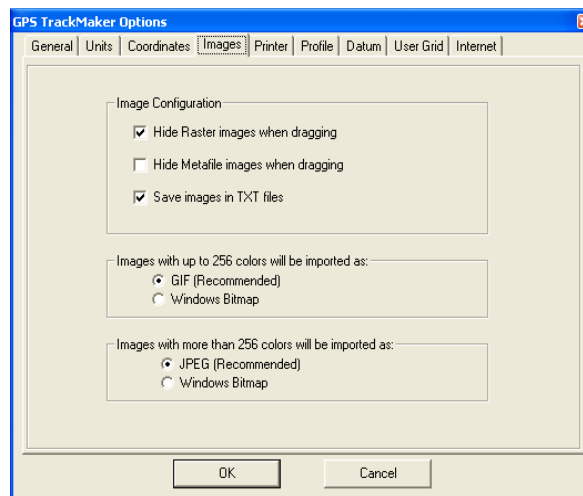 GPS TrackMaker Options
General Units Coordinates Images Printer Profile Datum User Grid Internet
Image Configuration
Hide Raster images when dragging
Hide Metafile images when dragging
Save images in TXT files
Images with up to 256 colors will be imported as:
GIF (Recommended)
Windows Bitmap
Images with more than 256 colors will be imported as:
JPEG (Recommended)
Windows Bitmap
OK Cancel